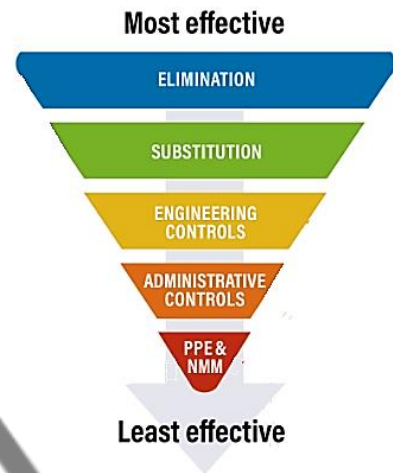 Most effective
ELIMINATION
SUBSTITUTION
ENGINEERING
CONTROLS
ADMINISTRATIVE
CONTROLS
PPE &
NMM
Least effective